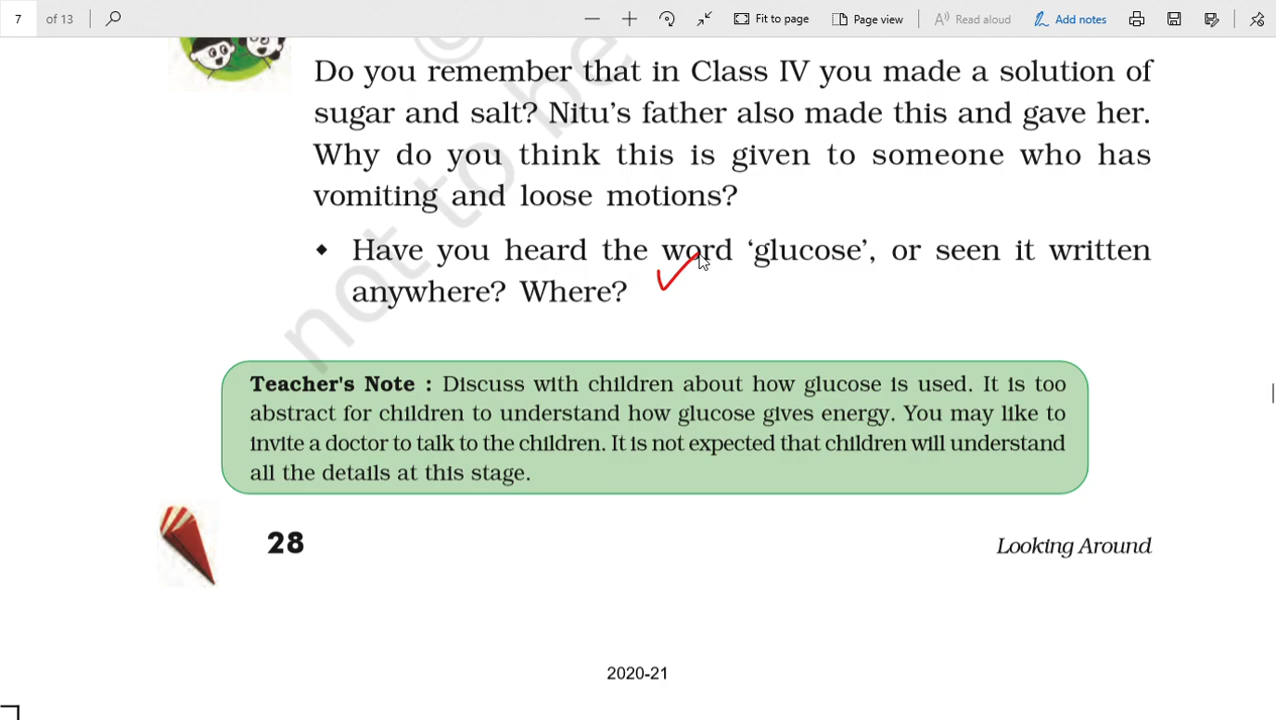 7 of 13 Fit to page Page view Read aloud Add notes
Do you remember that in Class IV you made a solution of
sugar and salt? Nitu's father also made this and gave her.
Why do you think this is given to someone who has
vomiting and loose motions?
◆ Have you heard the word ‘glucose’, or seen it written
anywhere? Where?
Teacher's Note : Discuss with children about how glucose is used. It is too
abstract for children to understand how glucose gives energy. You may like to
invite a doctor to talk to the children. It is not expected that children will understand
all the details at this stage.
28 Looking Around
2020-21
not to be
©